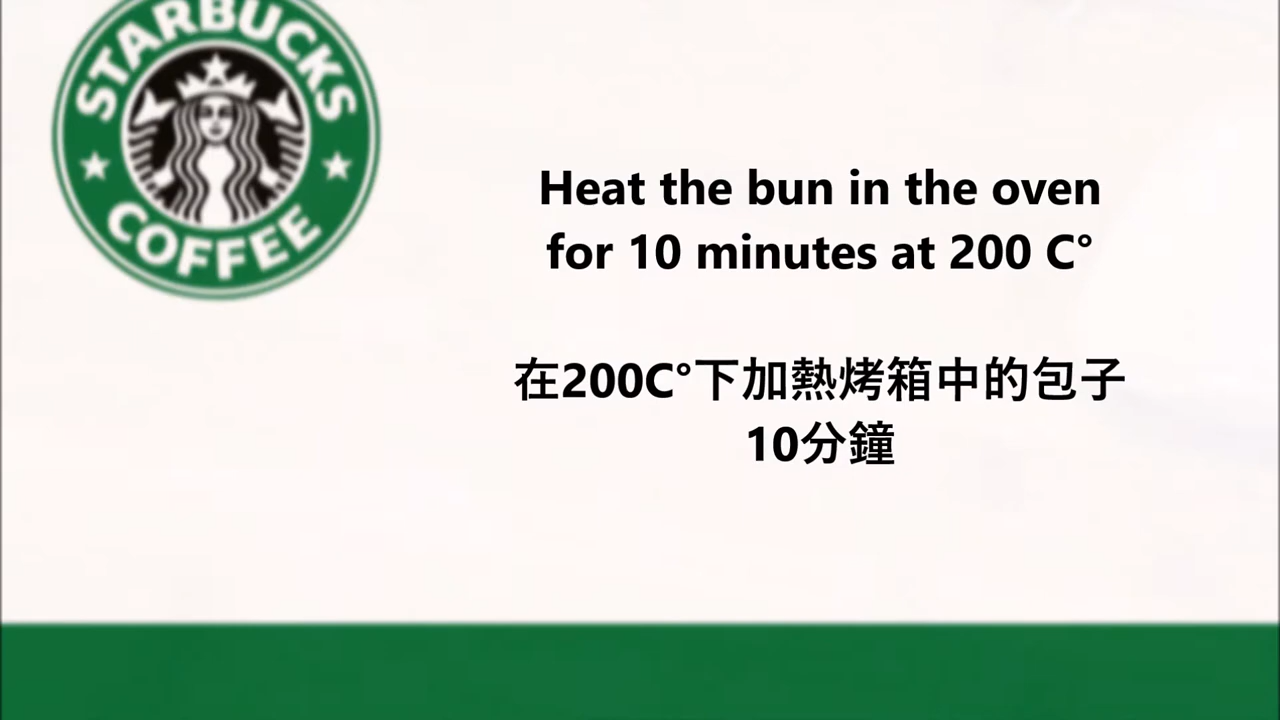 STARBUCKS
COFFEE
Heat the bun in the oven
for 10 minutes at 200 C°
在200C°下加熱烤箱中的包子
10分鐘